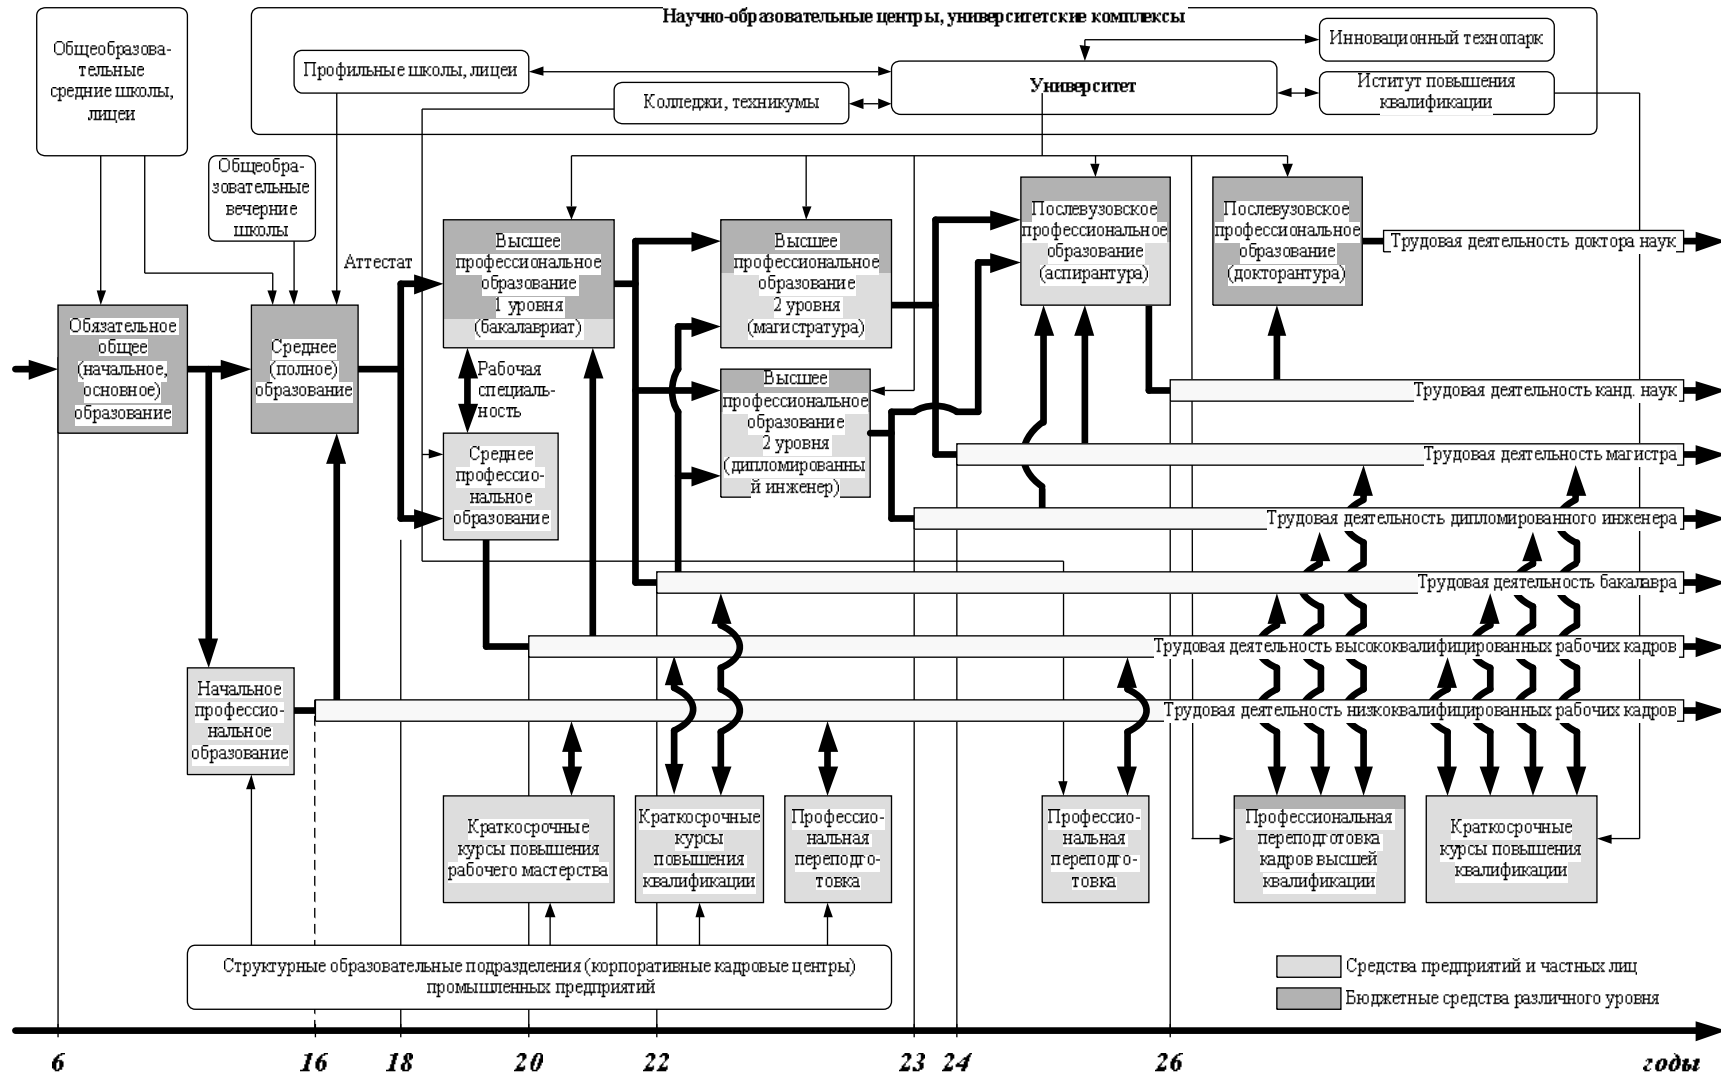 Научно-образовательные центры, университетские комплексы
Общеобразова-
тельные
средние школы,
лицеи
Профильные школы, лицеи
Колледжи, техникумы
Университет
Инновационный технопарк
Иститут повышения
квалификации
Общеобра-
зовательные
вечерние
школы
Аттестат
Обязательное
общее
(начальное,
основное)
образование
Среднее
(полное)
образование
Высшее
профессиональное
образование
1 уровня
(бакалавриат)
Рабочая
специаль-
ность
Среднее
профессио-
нальное
образование
Высшее
профессиональное
образование
2 уровня
(магистратура)
Высшее
профессиональное
образование
2 уровня
(дипломированны
й инженер)
Послевузовское
профессиональное
образование
(аспирантура)
Послевузовское
профессиональное
образование
(докторантура)
Трудовая деятельность доктора наук
Трудовая деятельность канд. наук
Трудовая деятельность магистра
Трудовая деятельность дипломированного инженера
Трудовая деятельность бакалавра
Трудовая деятельность высококвалифицированных рабочих кадров
Трудовая деятельность низкоквалифицированных рабочих кадров
Начальное
профессио-
нальное
образование
Краткосрочные
курсы повышения
рабочего мастерства
Краткосрочные
курсы
повышения
квалификации
Профессио-
нальная
переподго-
товка
Профессио-
нальная
переподго-
товка
Профессиональная
переподготовка
кадров высшей
квалификации
Краткосрочные
курсы повышения
квалификации
Структурные образовательные подразделения (корпоративные кадровые центры)
промышленных предприятий
Средства предприятий и частных лиц
Бюджетные средства различного уровня
6 16 18 20 22 23 24 26 годы